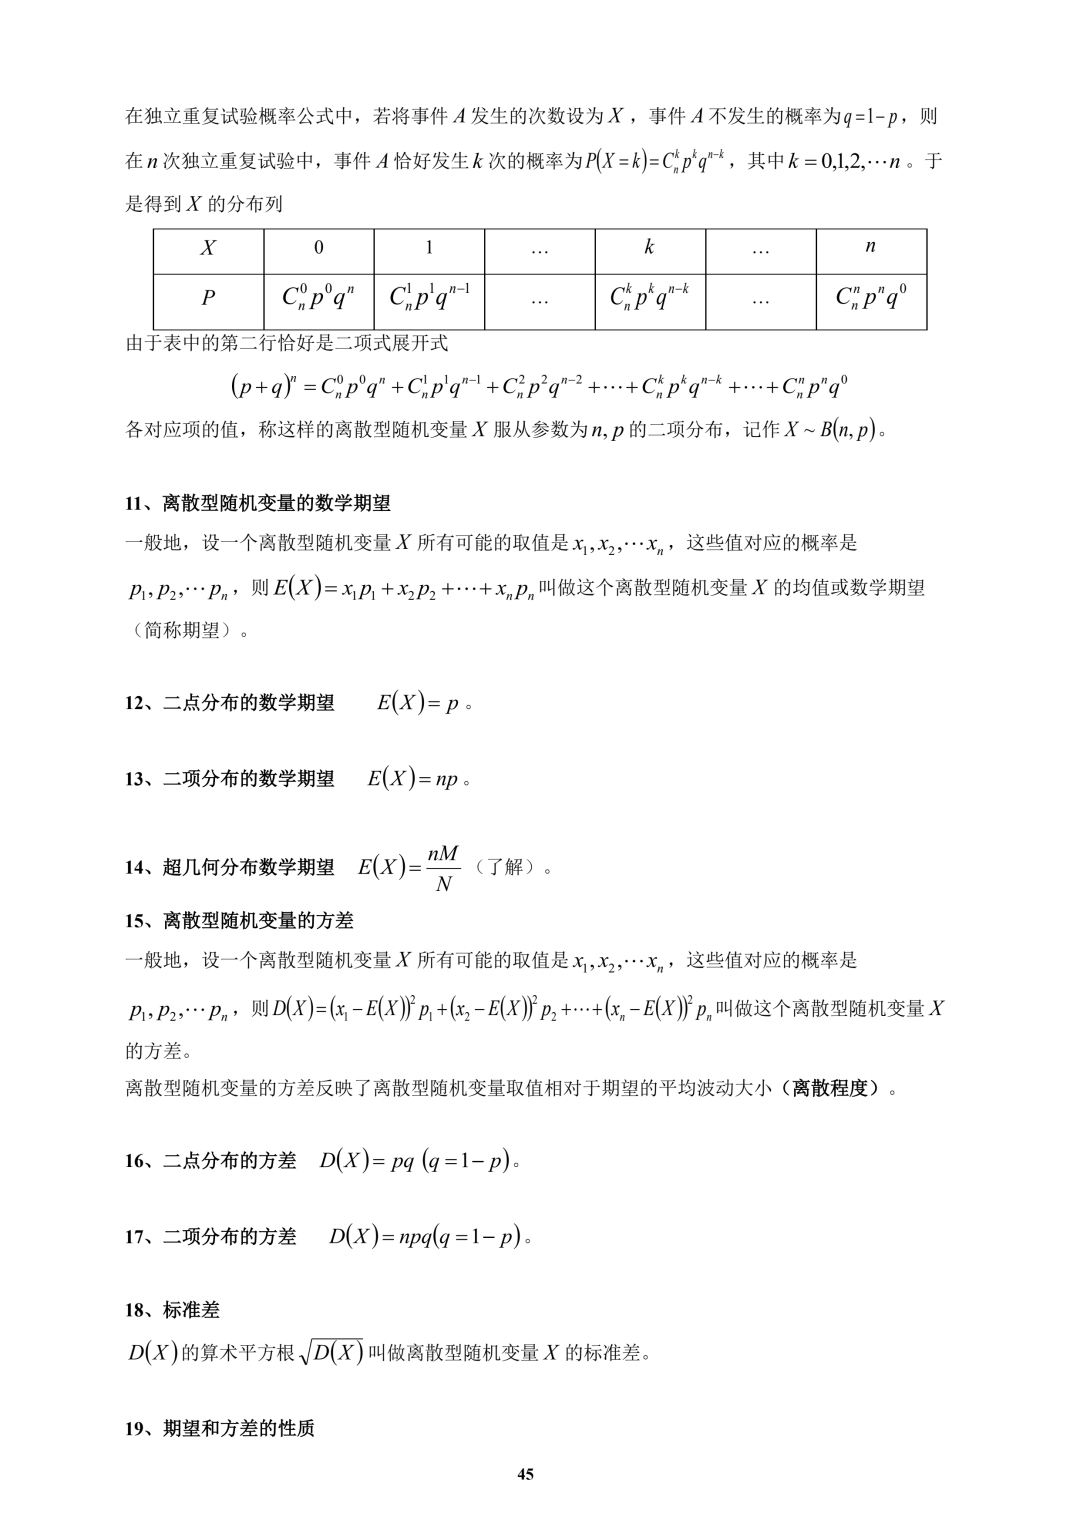 在独立重复试验概率公式中，若将事件 A 发生的次数设为 X ，事件 A 不发生的概率为 q=1−p，则
在 n 次独立重复试验中，事件 A 恰好发生 k 次的概率为 P(X=k)=C_n^k p^k q^{n−k}，其中 k = 0,1,2,⋯n 。于
是得到 X 的分布列
X 0 1 … k … n
P C_n^0 p^0 q^n C_n^1 p^1 q^{n−1} … C_n^k p^k q^{n−k} … C_n^n p^n q^0
由于表中的第二行恰好是二项式展开式
(p+q)^n = C_n^0 p^0 q^n + C_n^1 p^1 q^{n−1} + C_n^2 p^2 q^{n−2} +⋯+ C_n^k p^k q^{n−k} +⋯+ C_n^n p^n q^0
各对应项的值，称这样的离散型随机变量 X 服从参数为 n, p 的二项分布，记作 X ~ B(n, p)。
11、离散型随机变量的数学期望
一般地，设一个离散型随机变量 X 所有可能的取值是 x_1, x_2,⋯x_n，这些值对应的概率是
p_1, p_2,⋯p_n，则 E(X)= x_1p_1 + x_2p_2 +⋯+ x_np_n 叫做这个离散型随机变量 X 的均值或数学期望
（简称期望）。
12、二点分布的数学期望 E(X)= p 。
13、二项分布的数学期望 E(X)= np 。
14、超几何分布数学期望 E(X)= \frac{nM}{N} （了解）。
15、离散型随机变量的方差
一般地，设一个离散型随机变量 X 所有可能的取值是 x_1, x_2,⋯x_n，这些值对应的概率是
p_1, p_2,⋯p_n，则 D(X)=(x_1−E(X))^2 p_1+(x_2−E(X))^2 p_2+⋯+(x_n−E(X))^2 p_n 叫做这个离散型随机变量 X
的方差。
离散型随机变量的方差反映了离散型随机变量取值相对于期望的平均波动大小（离散程度）。
16、二点分布的方差 D(X)= pq (q =1− p)。
17、二项分布的方差 D(X)= npq(q =1− p)。
18、标准差
D(X)的算术平方根 \sqrt{D(X)} 叫做离散型随机变量 X 的标准差。
19、期望和方差的性质
45